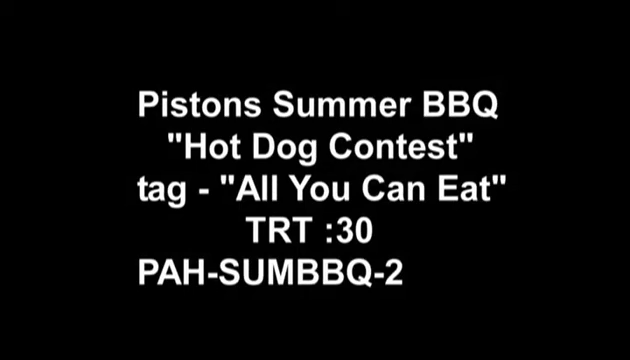 Pistons Summer BBQ
"Hot Dog Contest"
tag - "All You Can Eat"
TRT :30
PAH-SUMBBQ-2